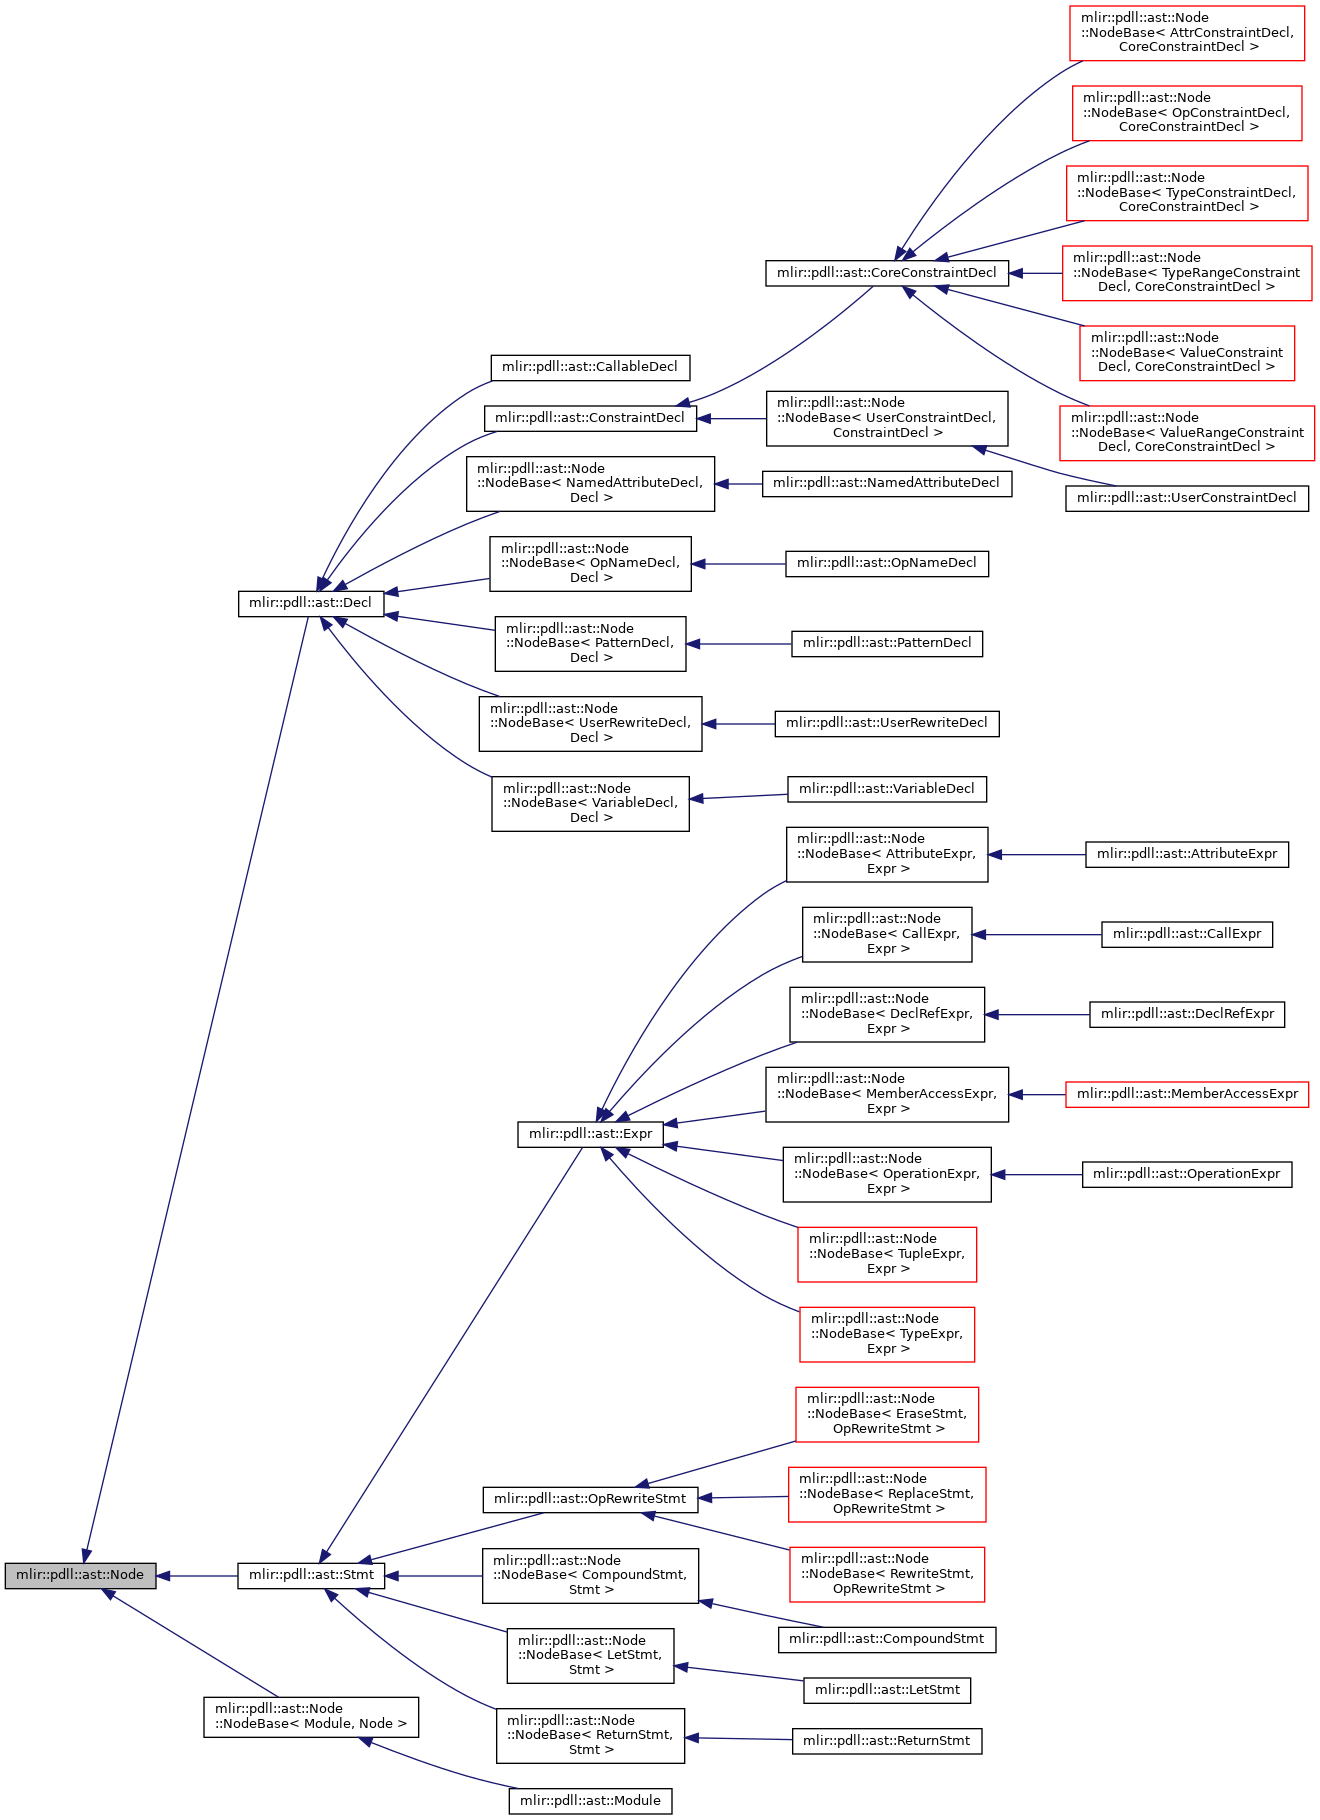 mlir::pdll::ast::Node
::NodeBase< AttrConstraintDecl,
CoreConstraintDecl >
mlir::pdll::ast::Node
::NodeBase< OpConstraintDecl,
CoreConstraintDecl >
mlir::pdll::ast::Node
::NodeBase< TypeConstraintDecl,
CoreConstraintDecl >
mlir::pdll::ast::CoreConstraintDecl
mlir::pdll::ast::Node
::NodeBase< TypeRangeConstraint
Decl, CoreConstraintDecl >
mlir::pdll::ast::Node
::NodeBase< ValueConstraint
Decl, CoreConstraintDecl >
mlir::pdll::ast::CallableDecl
mlir::pdll::ast::ConstraintDecl
mlir::pdll::ast::Node
::NodeBase< UserConstraintDecl,
ConstraintDecl >
mlir::pdll::ast::Node
::NodeBase< ValueRangeConstraint
Decl, CoreConstraintDecl >
mlir::pdll::ast::Node
::NodeBase< NamedAttributeDecl,
Decl >
mlir::pdll::ast::NamedAttributeDecl
mlir::pdll::ast::UserConstraintDecl
mlir::pdll::ast::Node
::NodeBase< OpNameDecl,
Decl >
mlir::pdll::ast::OpNameDecl
mlir::pdll::ast::Decl
mlir::pdll::ast::Node
::NodeBase< PatternDecl,
Decl >
mlir::pdll::ast::PatternDecl
mlir::pdll::ast::Node
::NodeBase< UserRewriteDecl,
Decl >
mlir::pdll::ast::UserRewriteDecl
mlir::pdll::ast::Node
::NodeBase< VariableDecl,
Decl >
mlir::pdll::ast::VariableDecl
mlir::pdll::ast::Node
::NodeBase< AttributeExpr,
Expr >
mlir::pdll::ast::AttributeExpr
mlir::pdll::ast::Node
::NodeBase< CallExpr,
Expr >
mlir::pdll::ast::CallExpr
mlir::pdll::ast::Node
::NodeBase< DeclRefExpr,
Expr >
mlir::pdll::ast::DeclRefExpr
mlir::pdll::ast::Node
::NodeBase< MemberAccessExpr,
Expr >
mlir::pdll::ast::MemberAccessExpr
mlir::pdll::ast::Expr
mlir::pdll::ast::Node
::NodeBase< OperationExpr,
Expr >
mlir::pdll::ast::OperationExpr
mlir::pdll::ast::Node
::NodeBase< TupleExpr,
Expr >
mlir::pdll::ast::Node
::NodeBase< TypeExpr,
Expr >
mlir::pdll::ast::Node
::NodeBase< EraseStmt,
OpRewriteStmt >
mlir::pdll::ast::OpRewriteStmt
mlir::pdll::ast::Node
::NodeBase< ReplaceStmt,
OpRewriteStmt >
mlir::pdll::ast::Node
::NodeBase< RewriteStmt,
OpRewriteStmt >
mlir::pdll::ast::Node
mlir::pdll::ast::Stmt
mlir::pdll::ast::Node
::NodeBase< CompoundStmt,
Stmt >
mlir::pdll::ast::CompoundStmt
mlir::pdll::ast::Node
::NodeBase< LetStmt,
Stmt >
mlir::pdll::ast::LetStmt
mlir::pdll::ast::Node
::NodeBase< Module, Node >
mlir::pdll::ast::Node
::NodeBase< ReturnStmt,
Stmt >
mlir::pdll::ast::ReturnStmt
mlir::pdll::ast::Module